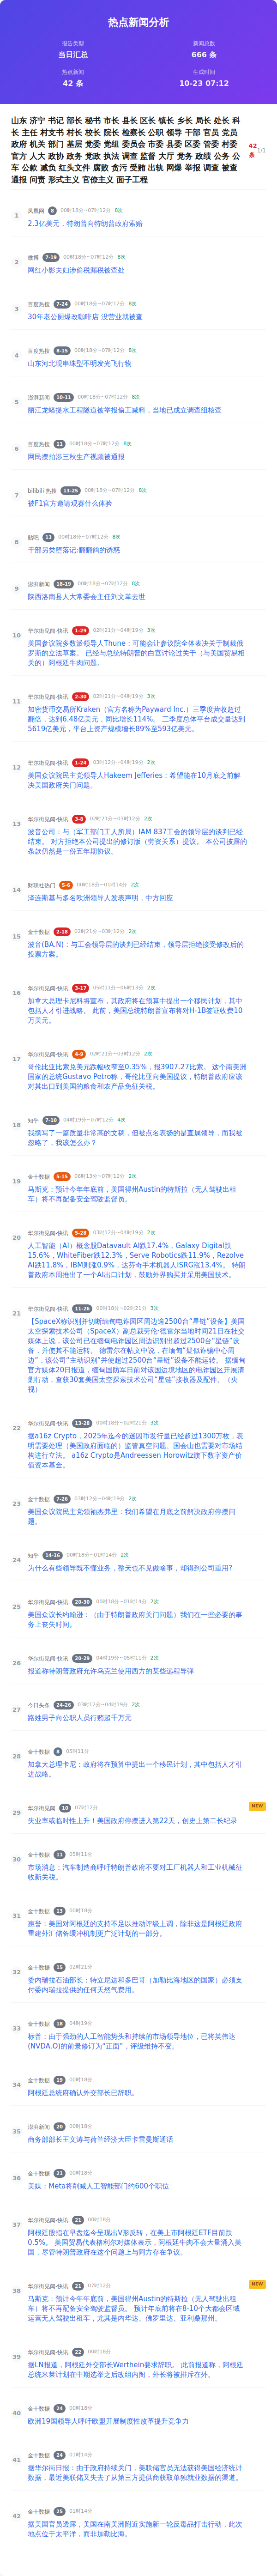 热点新闻分析
报告类型
新闻总数
当日汇总
666 条
热点新闻
生成时间
42 条
10-23 07:12
山东 济宁 书记 部长 秘书 市长 县长 区长 镇长 乡长 局长 处长 科
长 主任 村支书 村长 校长 院长 检察长 公职 领导 干部 官员 党员
政府 机关 部门 基层 党委 党组 委员会 市委 县委 区委 管委 村委
官方 人大 政协 政务 党政 执法 调查 监督 大厅 党务 政绩 公务 公
车 公款 减负 红头文件 腐败 贪污 受贿 出轨 网爆 举报 调查 被查
通报 问责 形式主义 官僚主义 面子工程
42
条
1/1
1
凤凰网 8 00时18分~07时12分 8次
2.3亿美元，特朗普向特朗普政府索赔
2
微博 7-19 00时18分~07时12分 8次
网红小影夫妇涉偷税漏税被查处
3
百度热搜 7-24 00时18分~07时12分 8次
30年老公厕爆改咖啡店 没营业就被查
4
百度热搜 8-15 00时18分~07时12分 8次
山东河北现串珠型不明发光飞行物
5
澎湃新闻 10-11 00时18分~07时12分 8次
丽江龙蟠提水工程隧道被举报偷工减料，当地已成立调查组核查
6
百度热搜 11 00时18分~07时12分 8次
网民摆拍涉三秋生产视频被通报
7
bilibili 热搜 13-25 00时18分~07时12分 8次
被F1官方邀请观赛什么体验
8
贴吧 13 00时18分~07时12分 8次
干部另类堕落:翻翻鸽的诱惑
9
澎湃新闻 18-19 00时18分~07时12分 8次
陕西洛南县人大常委会主任刘文革去世
10
华尔街见闻-快讯 1-29 02时21分~04时19分 3次
美国参议院多数派领导人Thune：可能会让参议院全体表决关于制裁俄
罗斯的立法草案。 已经与总统特朗普的白宫讨论过关于（与美国贸易相
关的）阿根廷牛肉问题。
11
华尔街见闻-快讯 2-30 02时21分~04时19分 3次
加密货币交易所Kraken（官方名称为Payward Inc.）三季度营收超过
翻倍，达到6.48亿美元，同比增长114%。 三季度总体平台成交量达到
5619亿美元，平台上资产规模增长89%至593亿美元。
12
华尔街见闻-快讯 1-24 03时12分~04时19分 2次
美国众议院民主党领导人Hakeem Jefferies：希望能在10月底之前解
决美国政府关门问题。
13
华尔街见闻-快讯 3-8 02时21分~03时12分 2次
波音公司：与（军工部门工人所属）IAM 837工会的领导层的谈判已经
结束。 对方拒绝本公司提出的修订版（劳资关系）提议。 本公司披露的
条款仍然是一份五年期协议。
14
财联社热门 5-6 00时18分~01时14分 2次
泽连斯基与多名欧洲领导人发表声明，中方回应
15
金十数据 2-18 02时21分~03时12分 2次
波音(BA.N)：与工会领导层的谈判已经结束，领导层拒绝接受修改后的
投票方案。
16
华尔街见闻-快讯 3-17 05时11分~06时13分 2次
加拿大总理卡尼料将宣布，其政府将在预算中提出一个移民计划，其中
包括人才引进战略。 此前，美国总统特朗普宣布将对H-1B签证收费10
万美元。
17
华尔街见闻-快讯 4-9 02时21分~03时12分 2次
哥伦比亚比索兑美元跌幅收窄至0.35%，报3907.27比索。 这个南美洲
国家的总统Gustavo Petro称，哥伦比亚向美国提议，特朗普政府应该
对其出口到美国的粮食和农产品免征关税。
18
知乎 7-10 04时19分~07时12分 4次
我撰写了一篇质量非常高的文稿，但被点名表扬的是直属领导，而我被
忽略了，我该怎么办？
19
金十数据 5-15 06时13分~07时12分 2次
马斯克：预计今年年底前，美国得州Austin的特斯拉（无人驾驶出租
车）将不再配备安全驾驶监督员。
20
华尔街见闻-快讯 5-28 03时12分~04时19分 2次
人工智能（AI）概念股Datavault AI跌17.4%，Galaxy Digital跌
15.6%，WhiteFiber跌12.3%，Serve Robotics跌11.9%，Rezolve
AI跌11.8%，IBM则涨0.9%，达芬奇手术机器人ISRG涨13.4%。 特朗
普政府本周推出了一个AI出口计划，鼓励外界购买并采用美国技术。
21
华尔街见闻-快讯 11-26 00时18分~02时21分 3次
【SpaceX称识别并切断缅甸电诈园区周边逾2500台“星链”设备】美国
太空探索技术公司（SpaceX）副总裁劳伦·德雷尔当地时间21日在社交
媒体上说，该公司已在缅甸电诈园区周边识别出超过2500台“星链”设
备，并使其不能运转。 德雷尔在帖文中说，在缅甸“疑似诈骗中心周
边”，该公司“主动识别”并使超过2500台“星链”设备不能运转。 据缅甸
官方媒体20日报道，缅甸国防军日前对该国边境地区的电诈园区开展清
剿行动，查获30套美国太空探索技术公司“星链”接收器及配件。（央
视）
22
华尔街见闻-快讯 13-28 00时18分~02时21分 3次
据a16z Crypto，2025年迄今的迷因币发行量已经超过1300万枚，表
明需要处理（美国政府面临的）监管真空问题、国会山也需要对市场结
构进行立法。 a16z Crypto是Andreessen Horowitz旗下数字资产价
值资本基金。
23
金十数据 7-26 03时12分~04时19分 2次
美国众议院民主党领袖杰弗里：我们希望在月底之前解决政府停摆问
题。
24
知乎 14-16 00时18分~01时14分 2次
为什么有些领导既不懂业务，整天也不见做啥事，却得到公司重用?
25
华尔街见闻-快讯 20-30 00时18分~01时14分 2次
美国众议长约翰逊：（由于特朗普政府关门问题）我们在一些必要的事
务上丧失时间。
26
华尔街见闻-快讯 20-29 04时19分~05时11分 2次
报道称特朗普政府允许乌克兰使用西方的某些远程导弹
27
今日头条 24-26 03时12分~04时19分 2次
路姓男子向公职人员行贿超千万元
28
金十数据 8 05时11分
加拿大总理卡尼：政府将在预算中提出一个移民计划，其中包括人才引
进战略。
29
华尔街见闻 10 07时12分
NEW
失业率或临时性上升！美国政府停摆进入第22天，创史上第二长纪录
30
金十数据 11 05时11分
市场消息：汽车制造商呼吁特朗普政府不要对工厂机器人和工业机械征
收新关税。
31
金十数据 13 00时18分
惠誉：美国对阿根廷的支持不足以推动评级上调，除非这是阿根廷政府
重建外汇储备缓冲机制更广泛计划的一部分。
32
金十数据 15 02时21分
委内瑞拉石油部长：特立尼达和多巴哥（加勒比海地区的国家）必须支
付委内瑞拉提供的任何天然气费用。
33
金十数据 18 04时19分
标普：由于强劲的人工智能势头和持续的市场领导地位，已将英伟达
(NVDA.O)的前景修订为“正面”，评级维持不变。
34
金十数据 19 00时18分
阿根廷总统府确认外交部长已辞职。
35
澎湃新闻 20 00时18分
商务部部长王文涛与荷兰经济大臣卡雷曼斯通话
36
金十数据 21 00时18分
美媒：Meta将削减人工智能部门约600个职位
37
华尔街见闻-快讯 21 00时18分
阿根廷股指在早盘迄今呈现出V形反转，在美上市阿根廷ETF目前跌
0.5%。 美国贸易代表格利尔对媒体表示，阿根廷牛肉不会大量涌入美
国，尽管特朗普政府在这个问题上与阿方存在争议。
38
华尔街见闻-快讯 21 07时12分
NEW
马斯克：预计今年年底前，美国得州Austin的特斯拉（无人驾驶出租
车）将不再配备安全驾驶监督员。 预计年底前将在8-10个大都会区域
运营无人驾驶出租车，尤其是内华达、佛罗里达、亚利桑那州。
39
华尔街见闻-快讯 22 00时18分
据LN报道，阿根廷外交部长Werthein要求辞职。 此前报道称，阿根廷
总统米莱计划在中期选举之后改组内阁，外长将被排斥在外。
40
金十数据 24 00时18分
欧洲19国领导人呼吁欧盟开展制度性改革提升竞争力
41
金十数据 24 01时14分
据华尔街日报：由于政府持续关门，美联储官员无法获得美国经济统计
数据，最近美联储又失去了从第三方提供商获取单独就业数据的渠道。
42
金十数据 25 01时14分
据美国官员透露，美国在南美洲附近实施新一轮反毒品打击行动，此次
地点位于太平洋，而非加勒比海。